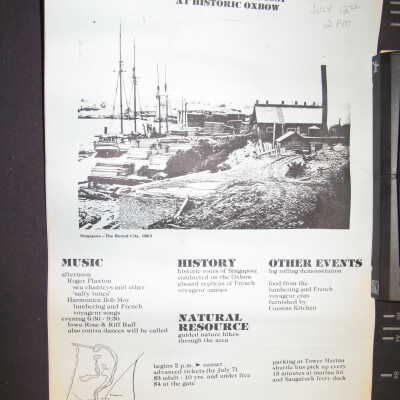 AT HISTORIC OXBOW
JULY 12
2 PM
Singapore—The Buried City, 1869
MUSIC
afternoon
Roger Plaxton
sea chanteys and other
"salty tunes"
Harmonica Bob Moy
lumbering and French
voyageur songs
evening 6:30 - 9:30
Iowa Rose & Riff Raff
also contra dances will be called
HISTORY
historic tours of Singapore
conducted on the Oxbow
aboard replicas of French
voyageur canoes
NATURAL
RESOURCE
guided nature hikes
through the area
OTHER EVENTS
log rolling demonstration
food from the
lumbering and French
voyageur eras
furnished by
Cousins Kitchen
begins 2 p.m. ► sunset
advanced tickets (by July 7)
$3 adult - 10 yrs. and under free
$4 at the gate
parking at Tower Marina
shuttle bus pick up every
15 minutes at marina lot
and Saugatuck ferry dock